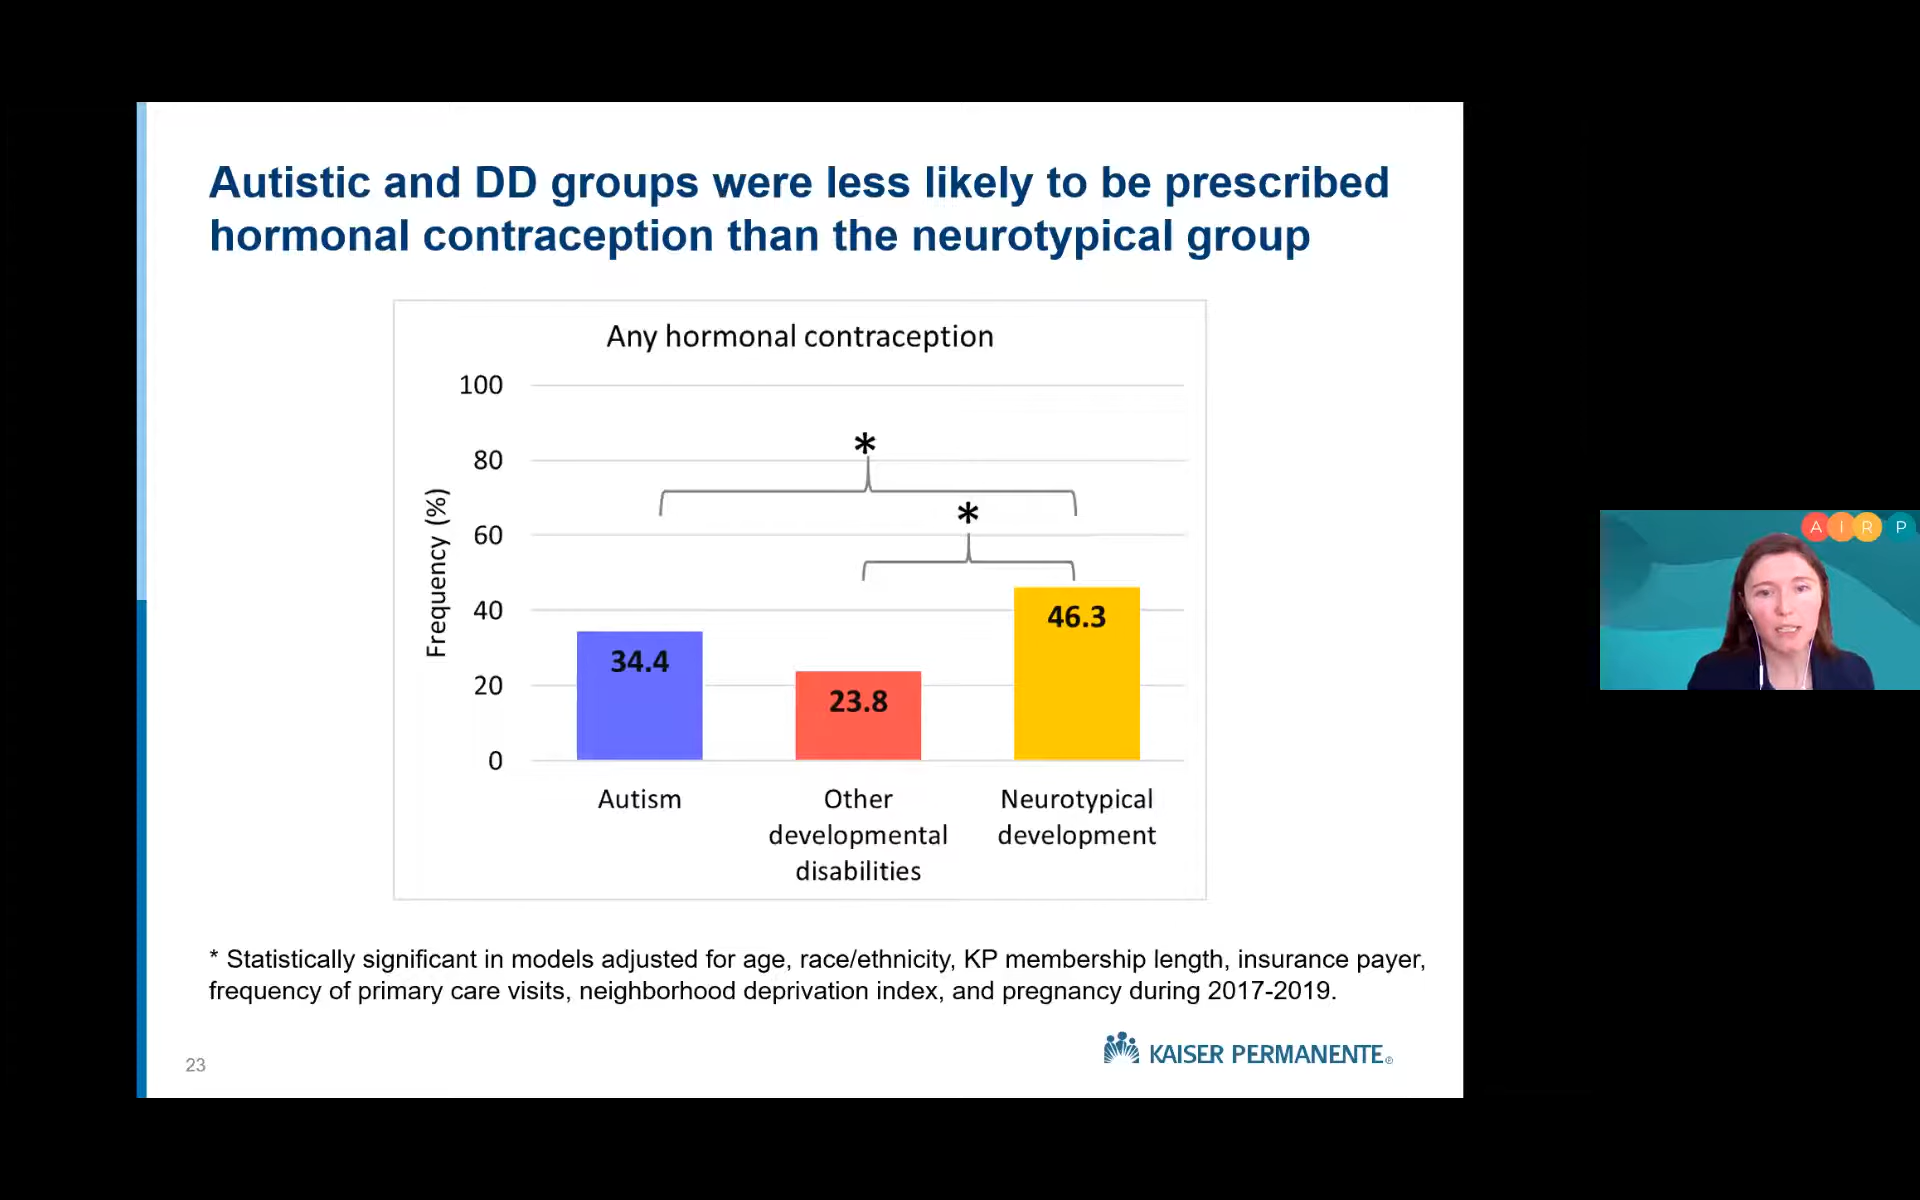 Autistic and DD groups were less likely to be prescribed
hormonal contraception than the neurotypical group
Any hormonal contraception
100
80
60
40
20
0
Frequency (%)
*
*
34.4
23.8
46.3
Autism
Other
developmental
disabilities
Neurotypical
development
* Statistically significant in models adjusted for age, race/ethnicity, KP membership length, insurance payer,
frequency of primary care visits, neighborhood deprivation index, and pregnancy during 2017-2019.
23
KAISER PERMANENTE®
A I R P